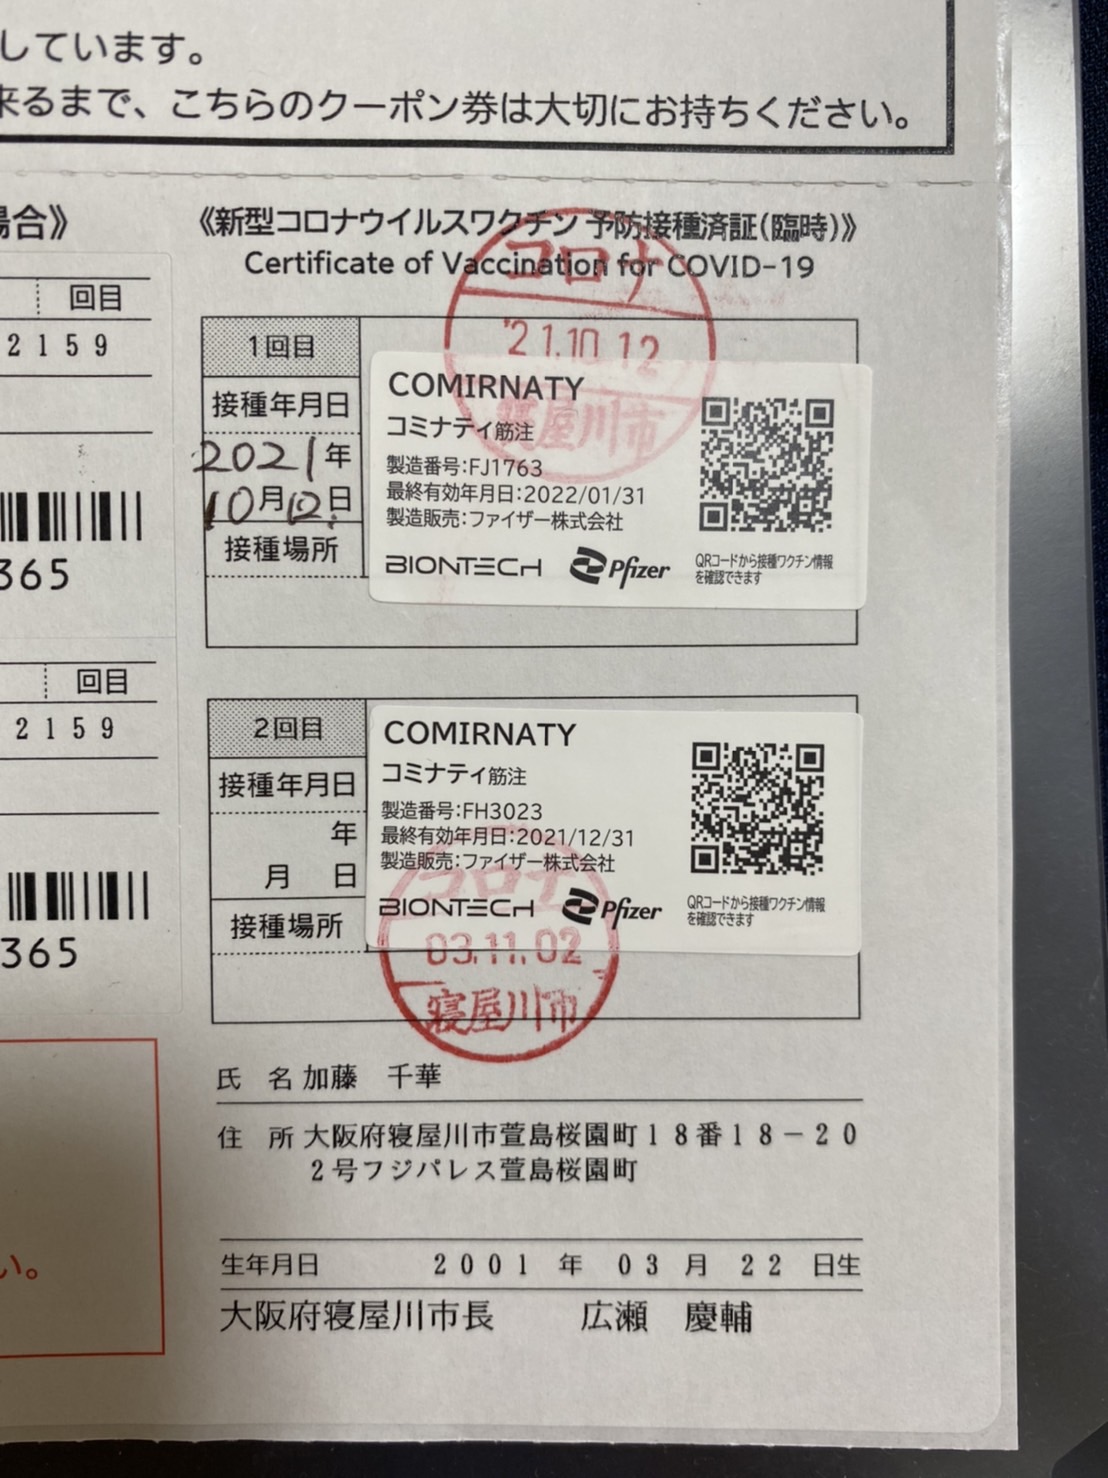 しています。
来るまで、こちらのクーポン券は大切にお持ちください。
場合》
回目
2159
365
回目
2159
365
い。
《新型コロナウイルスワクチン 予防接種済証(臨時)》
Certificate of Vaccination for COVID-19
コロナ
'21.10.12
寝屋川市
1回目
接種年月日
2021年
10月12日
接種場所
COMIRNATY
コミナティ筋注
製造番号:FJ1763
最終有効年月日:2022/01/31
製造販売:ファイザー株式会社
BIONTECH Pfizer
QRコードから接種ワクチン情報
を確認できます
2回目
接種年月日
年
月 日
接種場所
COMIRNATY
コミナティ筋注
製造番号:FH3023
最終有効年月日:2021/12/31
製造販売:ファイザー株式会社
BIONTECH Pfizer
QRコードから接種ワクチン情報
を確認できます
コロナ
03.11.02
寝屋川市
氏 名 加藤 千華
住 所 大阪府寝屋川市萱島桜園町18番18-20
2号フジパレス萱島桜園町
生年月日 2001 年 03 月 22 日生
大阪府寝屋川市長 広瀬 慶輔